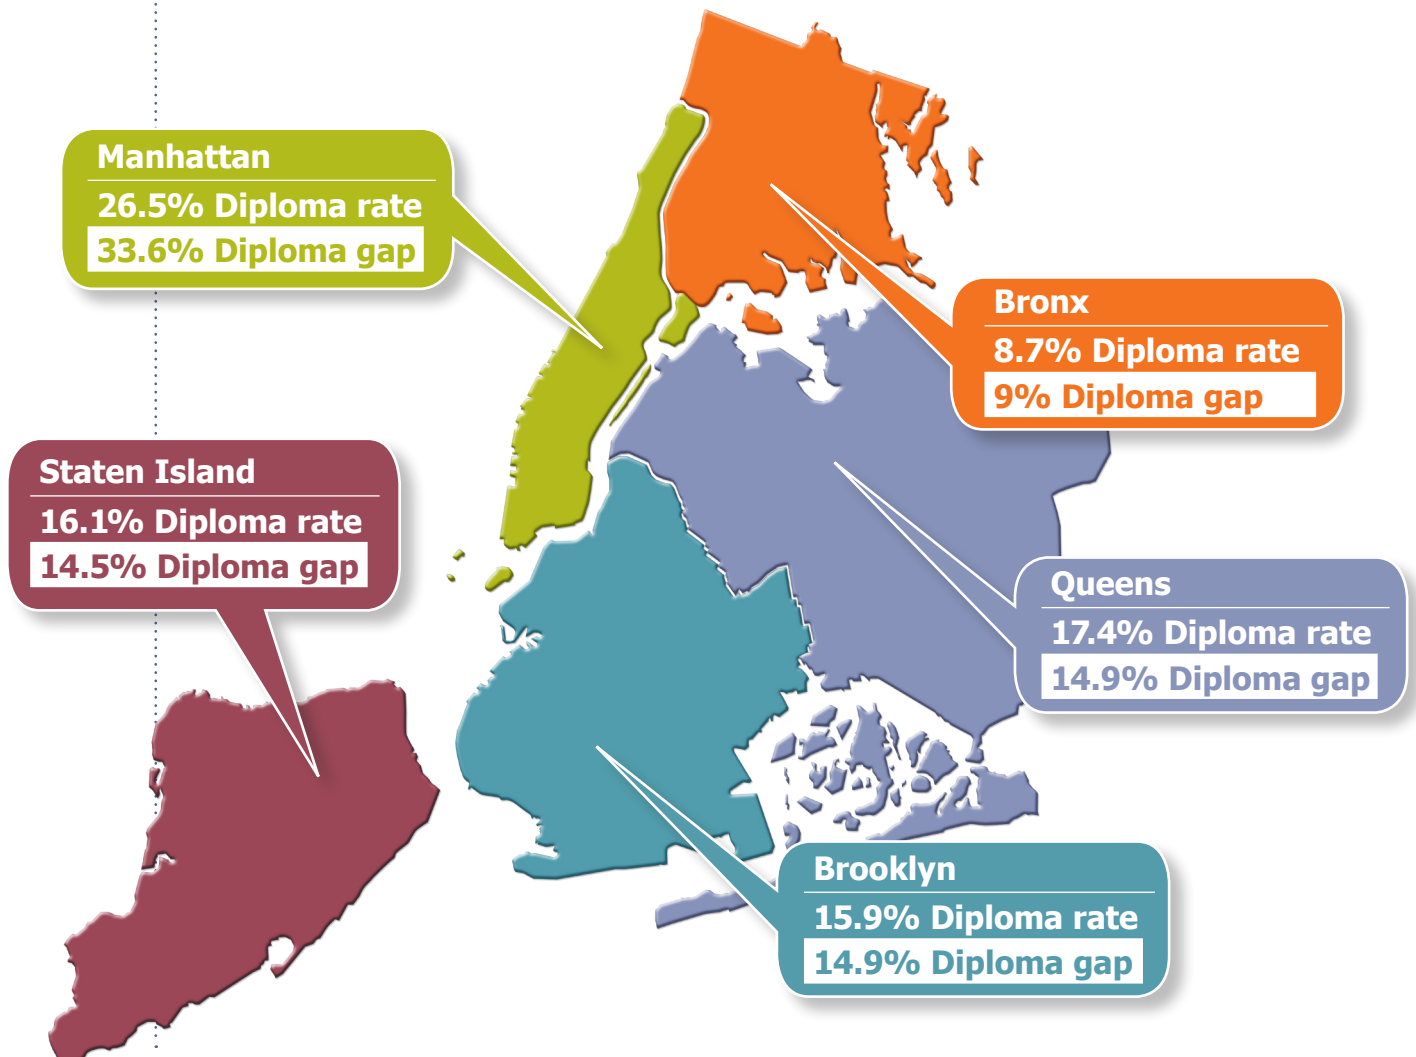 Manhattan
26.5% Diploma rate
33.6% Diploma gap
Bronx
8.7% Diploma rate
9% Diploma gap
Staten Island
16.1% Diploma rate
14.5% Diploma gap
Queens
17.4% Diploma rate
14.9% Diploma gap
Brooklyn
15.9% Diploma rate
14.9% Diploma gap